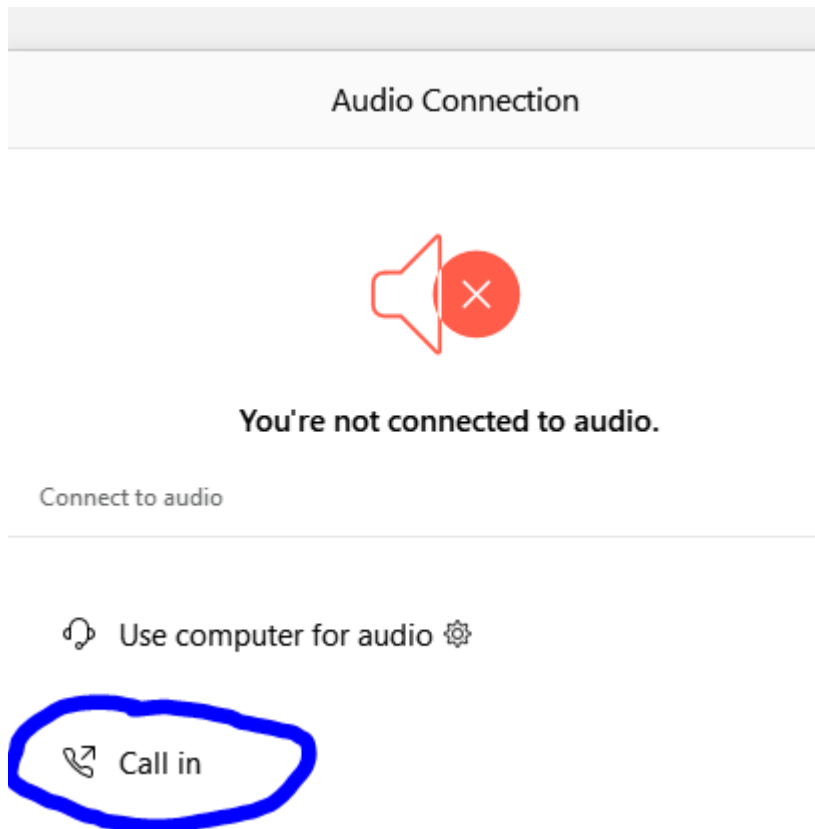 Audio Connection
You're not connected to audio.
Connect to audio
Use computer for audio
Call in